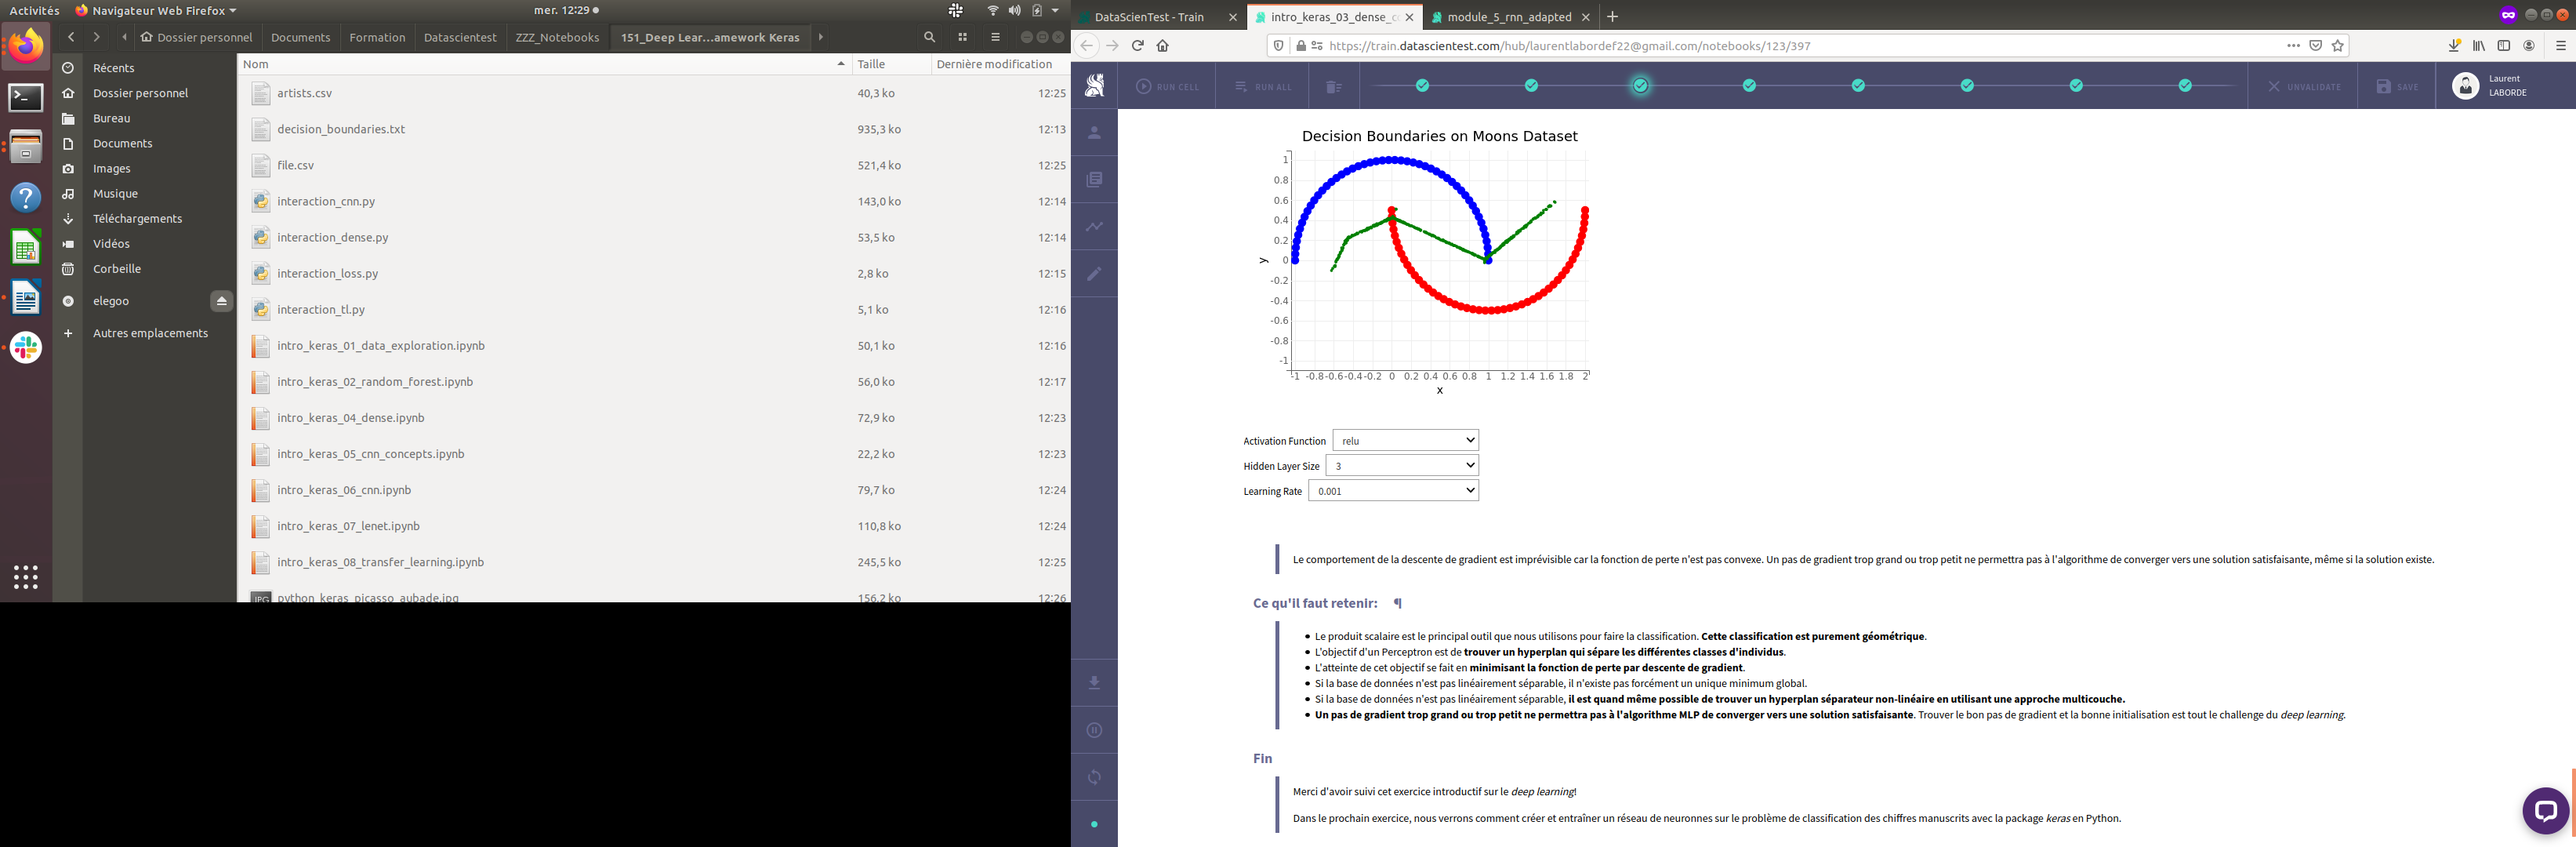 Activités
Navigateur Web Firefox
mer. 12:29
Dossier personnel
Documents
Formation
Datascientest
ZZZ_Notebooks
151_Deep Lear...amework Keras
Récents
Dossier personnel
Bureau
Documents
Images
Musique
Téléchargements
Vidéos
Corbeille
elegoo
Autres emplacements
Nom Taille Dernière modification
artists.csv 40,3 ko 12:25
decision_boundaries.txt 935,3 ko 12:13
file.csv 521,4 ko 12:25
interaction_cnn.py 143,0 ko 12:14
interaction_dense.py 53,5 ko 12:14
interaction_loss.py 2,8 ko 12:15
interaction_tl.py 5,1 ko 12:16
intro_keras_01_data_exploration.ipynb 50,1 ko 12:16
intro_keras_02_random_forest.ipynb 56,0 ko 12:17
intro_keras_04_dense.ipynb 72,9 ko 12:23
intro_keras_05_cnn_concepts.ipynb 22,2 ko 12:23
intro_keras_06_cnn.ipynb 79,7 ko 12:24
intro_keras_07_lenet.ipynb 110,8 ko 12:24
intro_keras_08_transfer_learning.ipynb 245,5 ko 12:25
python_keras_picasso_aubade.jpg 156,2 ko 12:26
DataScienTest - Train
intro_keras_03_dense_c
module_5_rnn_adapted
https://train.datascientest.com/hub/laurentlabordef22@gmail.com/notebooks/123/397
RUN CELL
RUN ALL
UNVALIDATE
SAVE
Laurent
LABORDE
Decision Boundaries on Moons Dataset
1
0.8
0.6
0.4
0.2
0
-0.2
-0.4
-0.6
-0.8
-1
y
-1 -0.8 -0.6 -0.4 -0.2 0 0.2 0.4 0.6 0.8 1 1.2 1.4 1.6 1.8 2
x
Activation Function relu
Hidden Layer Size 3
Learning Rate 0.001
Le comportement de la descente de gradient est imprévisible car la fonction de perte n'est pas convexe. Un pas de gradient trop grand ou trop petit ne permettra pas à l'algorithme de converger vers une solution satisfaisante, même si la solution existe.
Ce qu'il faut retenir: ¶
• Le produit scalaire est le principal outil que nous utilisons pour faire la classification. Cette classification est purement géométrique.
• L'objectif d'un Perceptron est de trouver un hyperplan qui sépare les différentes classes d'individus.
• L'atteinte de cet objectif se fait en minimisant la fonction de perte par descente de gradient.
• Si la base de données n'est pas linéairement séparable, il n'existe pas forcément un unique minimum global.
• Si la base de données n'est pas linéairement séparable, il est quand même possible de trouver un hyperplan séparateur non-linéaire en utilisant une approche multicouche.
• Un pas de gradient trop grand ou trop petit ne permettra pas à l'algorithme MLP de converger vers une solution satisfaisante. Trouver le bon pas de gradient et la bonne initialisation est tout le challenge du deep learning.
Fin
Merci d'avoir suivi cet exercice introductif sur le deep learning!
Dans le prochain exercice, nous verrons comment créer et entraîner un réseau de neuronnes sur le problème de classification des chiffres manuscrits avec la package keras en Python.